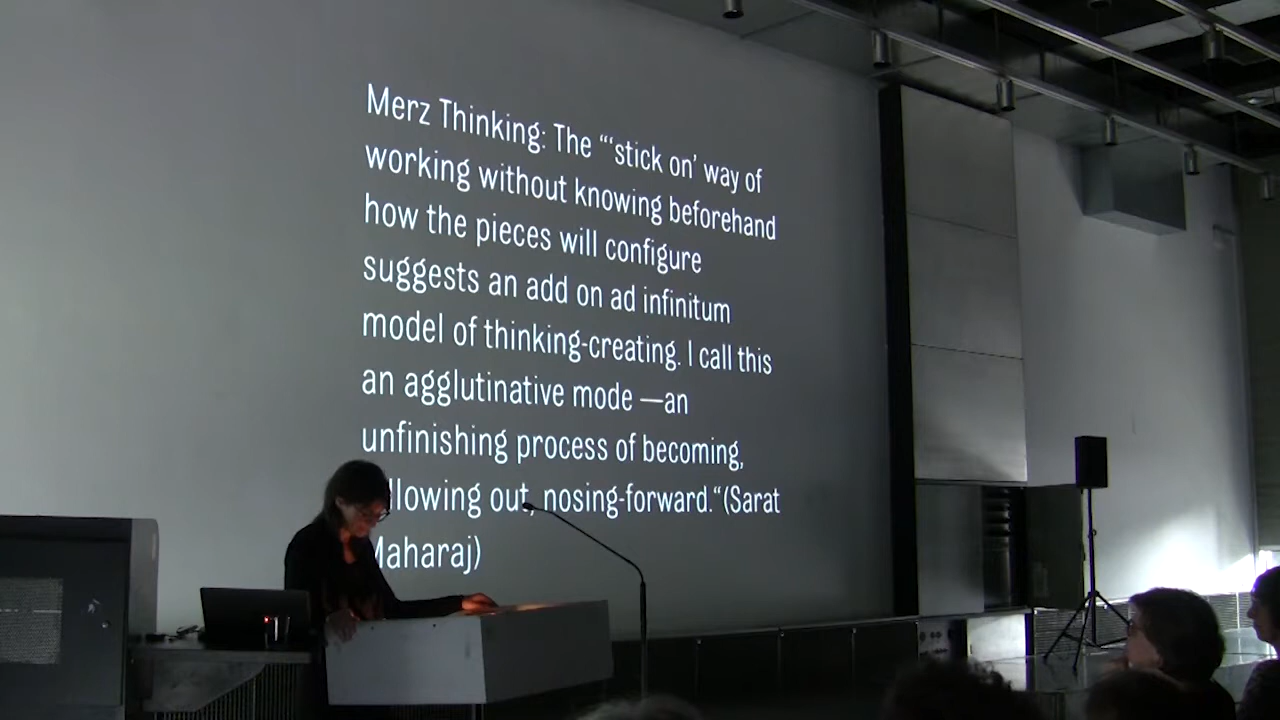 Merz Thinking: The “‘stick on’ way of
working without knowing beforehand
how the pieces will configure
suggests an add on ad infinitum
model of thinking-creating. I call this
an agglutinative mode —an
unfinishing process of becoming,
out, nosing-forward.“(Sarat
Maharaj)